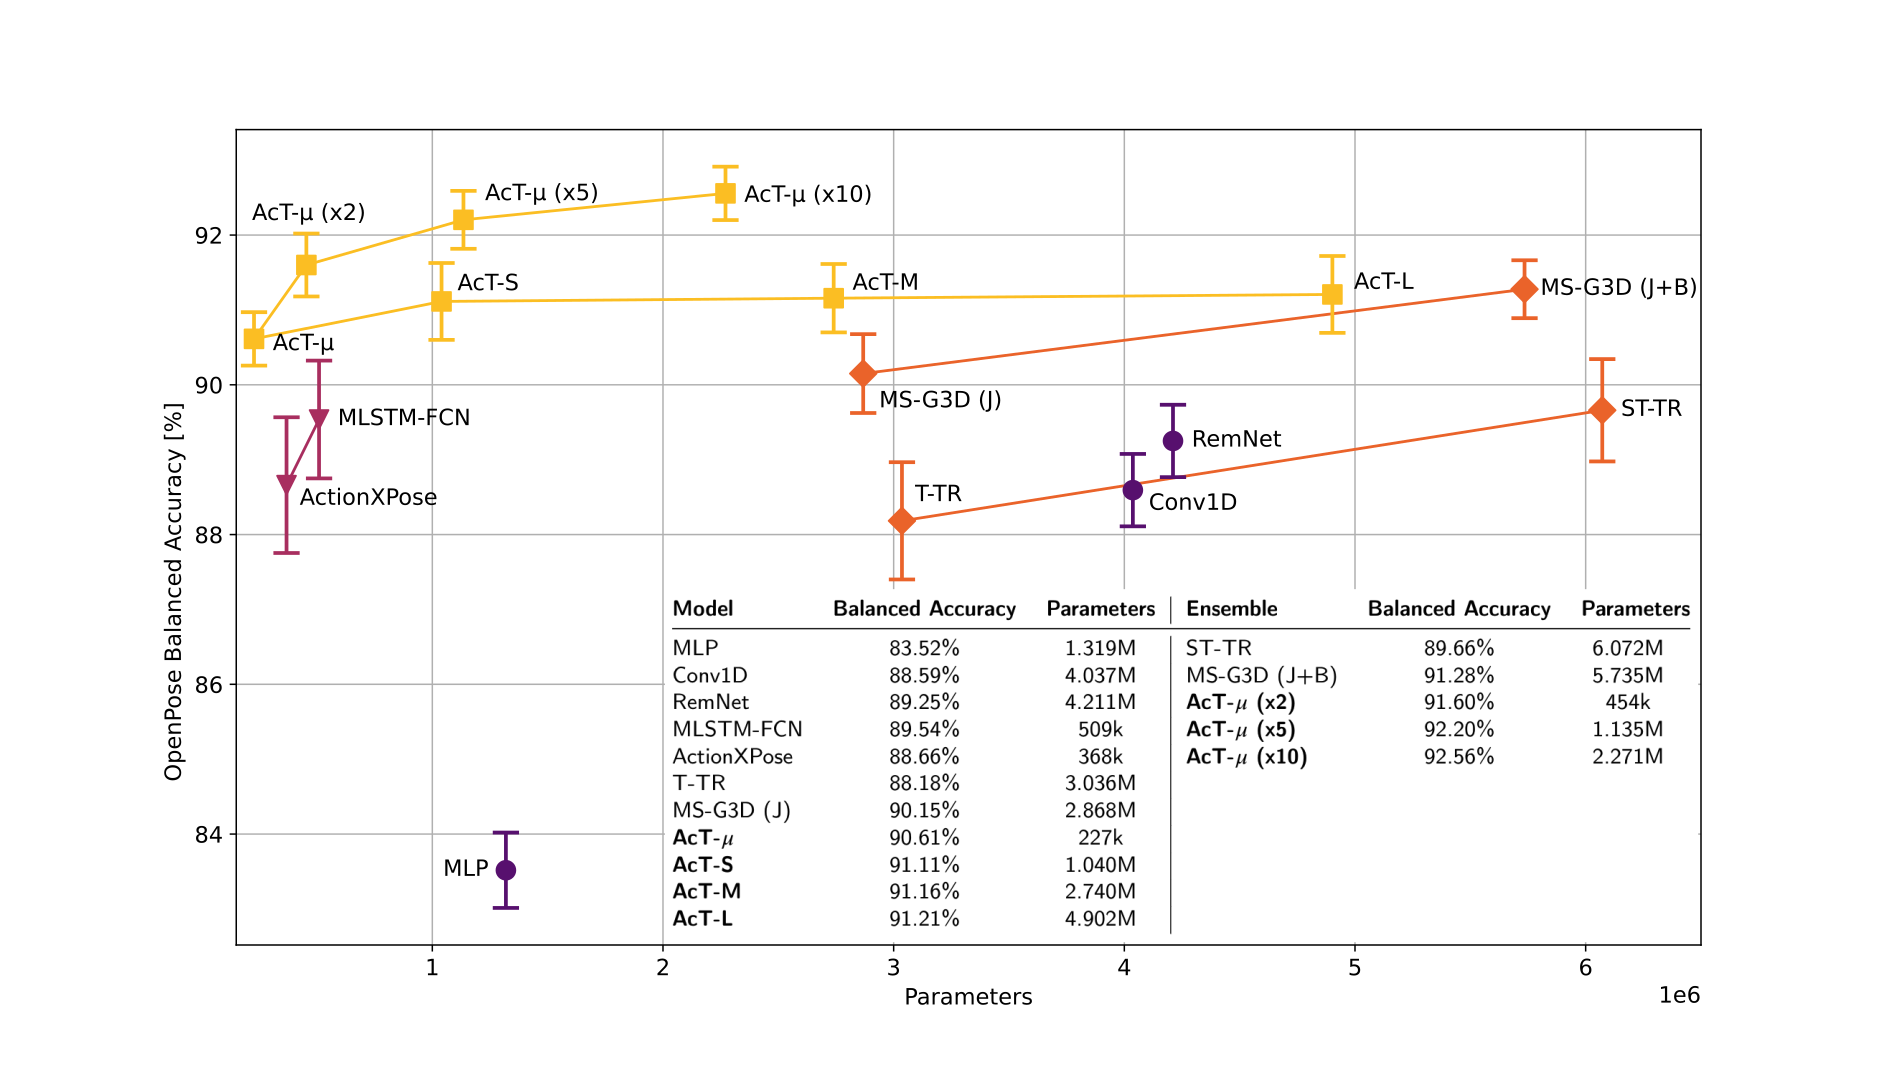 AcT-μ (x2)
AcT-μ (x5)
AcT-μ (x10)
AcT-S
AcT-M
AcT-L
MS-G3D (J+B)
AcT-μ
MS-G3D (J)
MLSTM-FCN
ST-TR
RemNet
ActionXPose
T-TR
Conv1D
MLP
92
90
88
86
84
OpenPose Balanced Accuracy [%]
Model Balanced Accuracy Parameters Ensemble Balanced Accuracy Parameters
MLP 83.52% 1.319M ST-TR 89.66% 6.072M
Conv1D 88.59% 4.037M MS-G3D (J+B) 91.28% 5.735M
RemNet 89.25% 4.211M AcT-μ (x2) 91.60% 454k
MLSTM-FCN 89.54% 509k AcT-μ (x5) 92.20% 1.135M
ActionXPose 88.66% 368k AcT-μ (x10) 92.56% 2.271M
T-TR 88.18% 3.036M
MS-G3D (J) 90.15% 2.868M
AcT-μ 90.61% 227k
AcT-S 91.11% 1.040M
AcT-M 91.16% 2.740M
AcT-L 91.21% 4.902M
1 2 3 4 5 6
Parameters
1e6